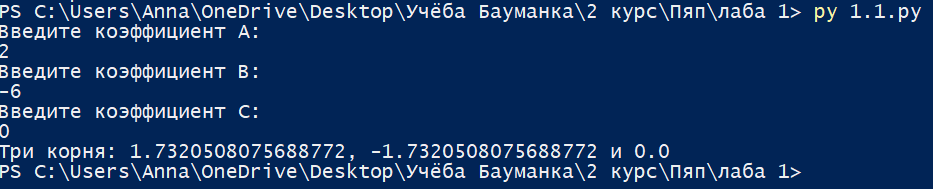 PS C:\Users\Anna\OneDrive\Desktop\Учёба Бауманка\2 курс\Пяп\лаба 1> py 1.1.py
Введите коэффициент А:
2
Введите коэффициент В:
-6
Введите коэффициент С:
0
Три корня: 1.7320508075688772, -1.7320508075688772 и 0.0
PS C:\Users\Anna\OneDrive\Desktop\Учёба Бауманка\2 курс\Пяп\лаба 1>